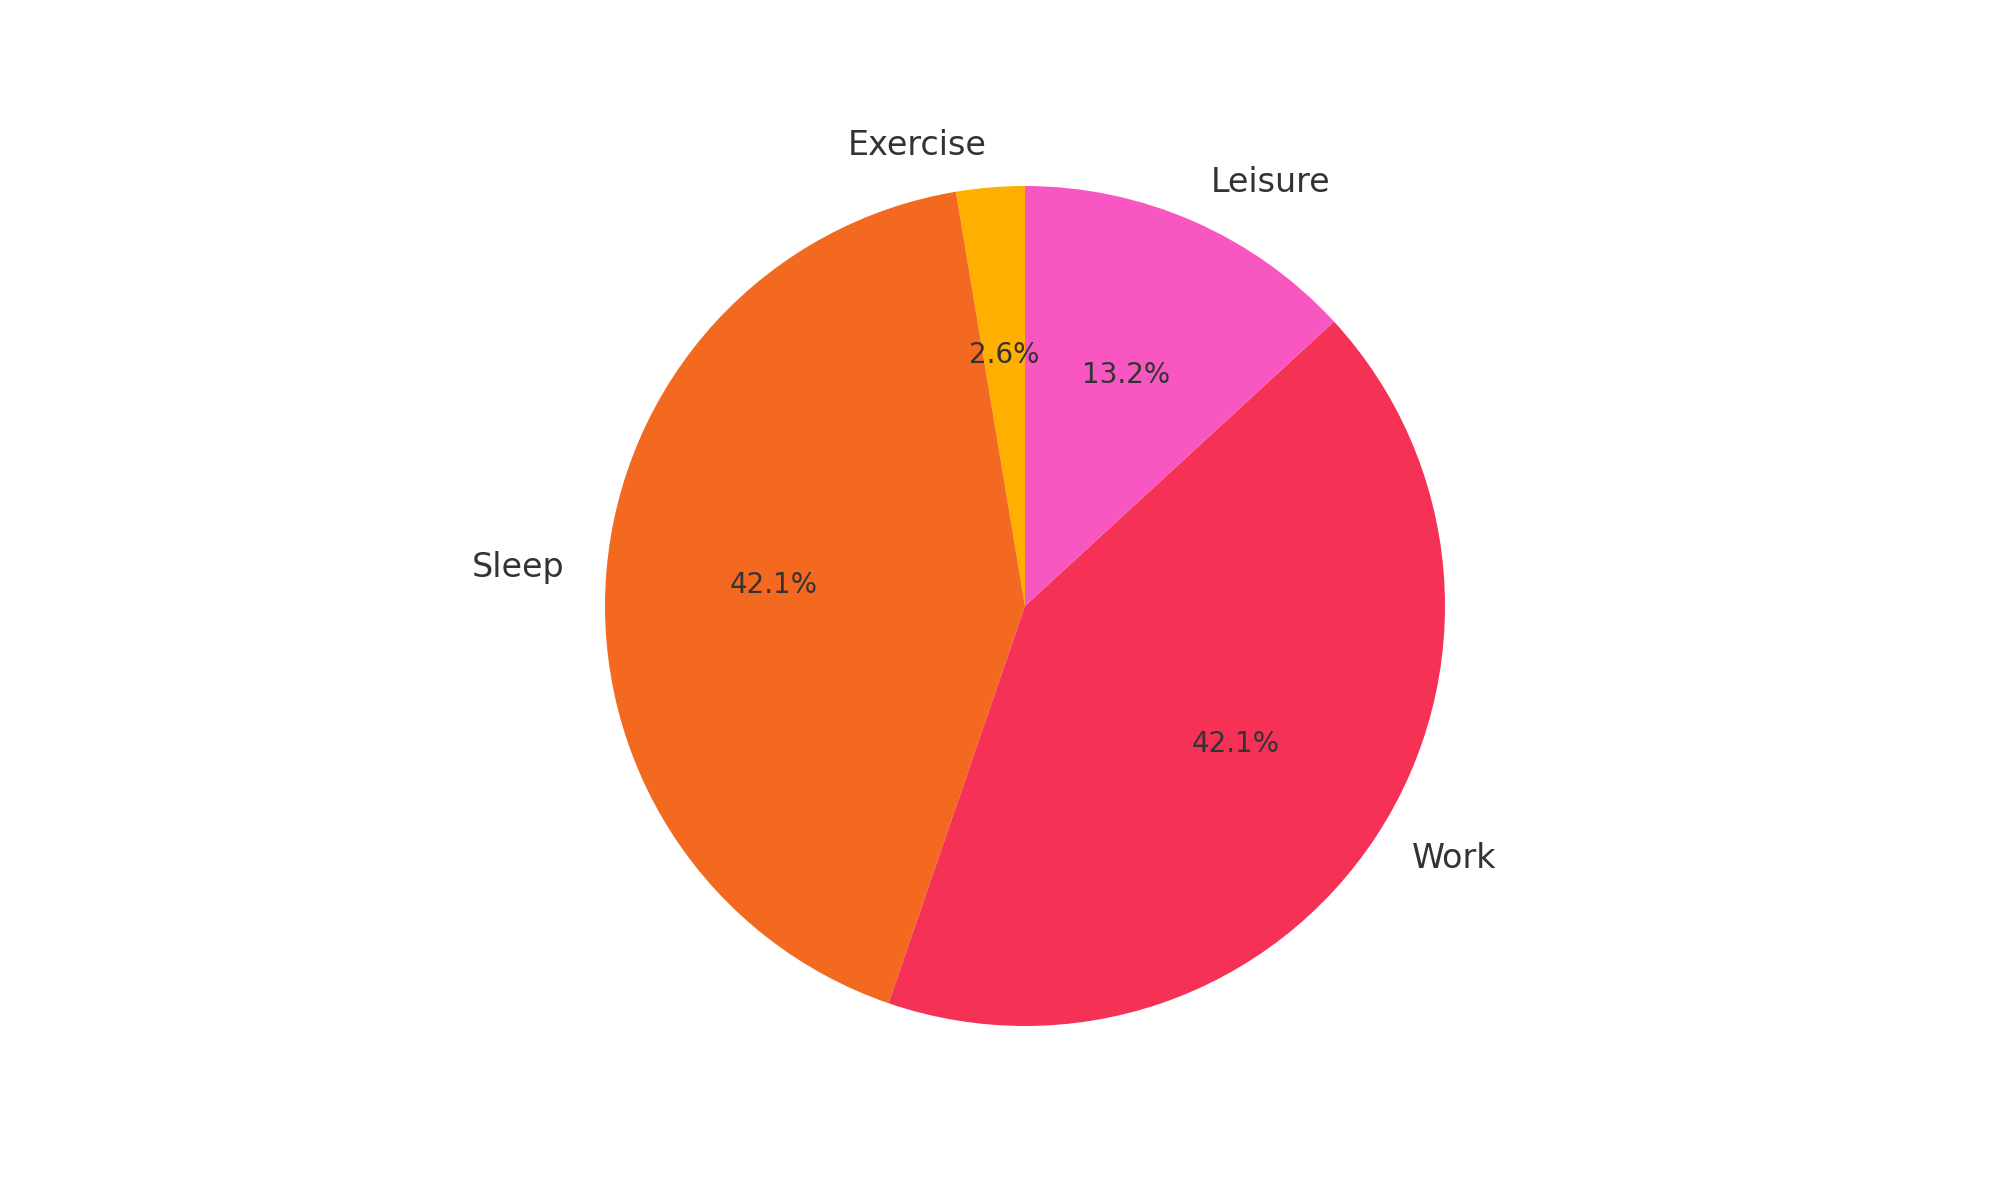 Exercise
Leisure
2.6%
13.2%
Sleep
42.1%
42.1%
Work